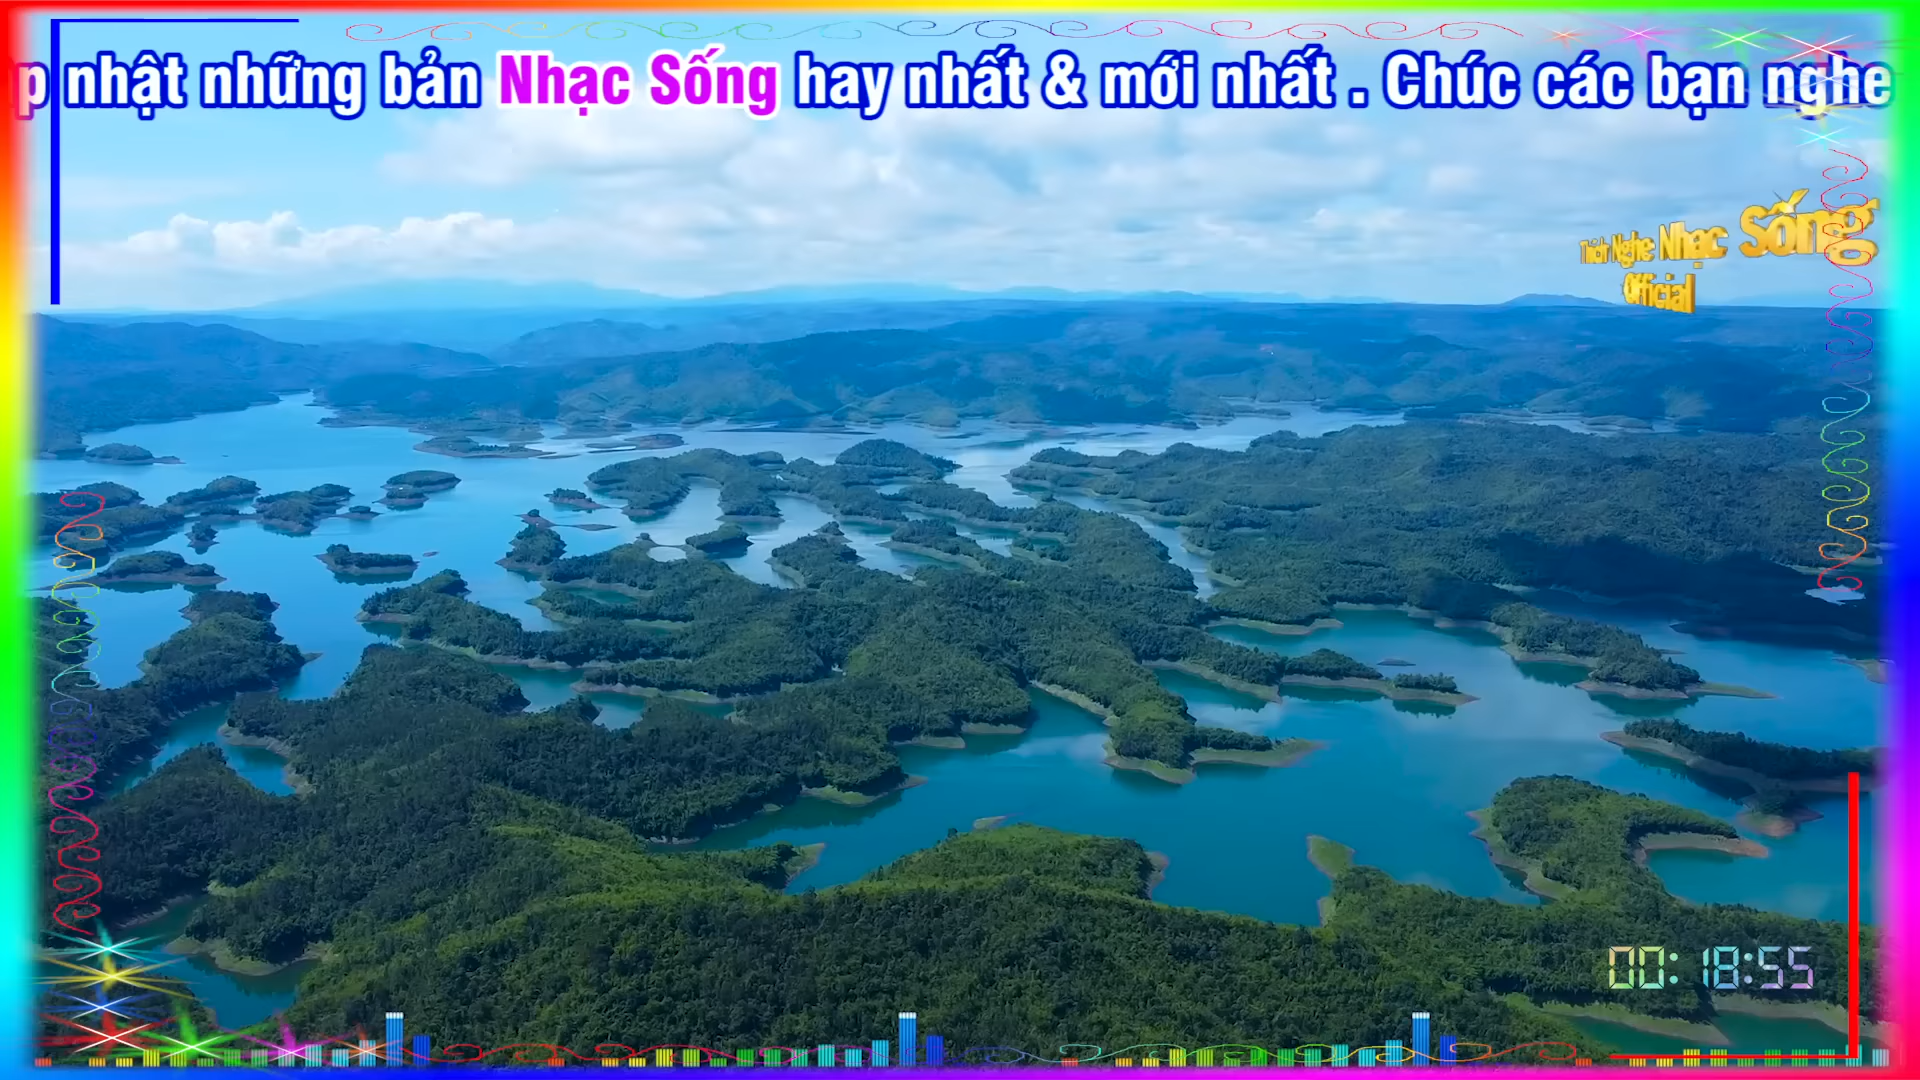 nhật những bản Nhạc Sống hay nhất & mới nhất . Chúc các bạn nghe
Thích Nghe Nhạc Sống
Official
00:18:55